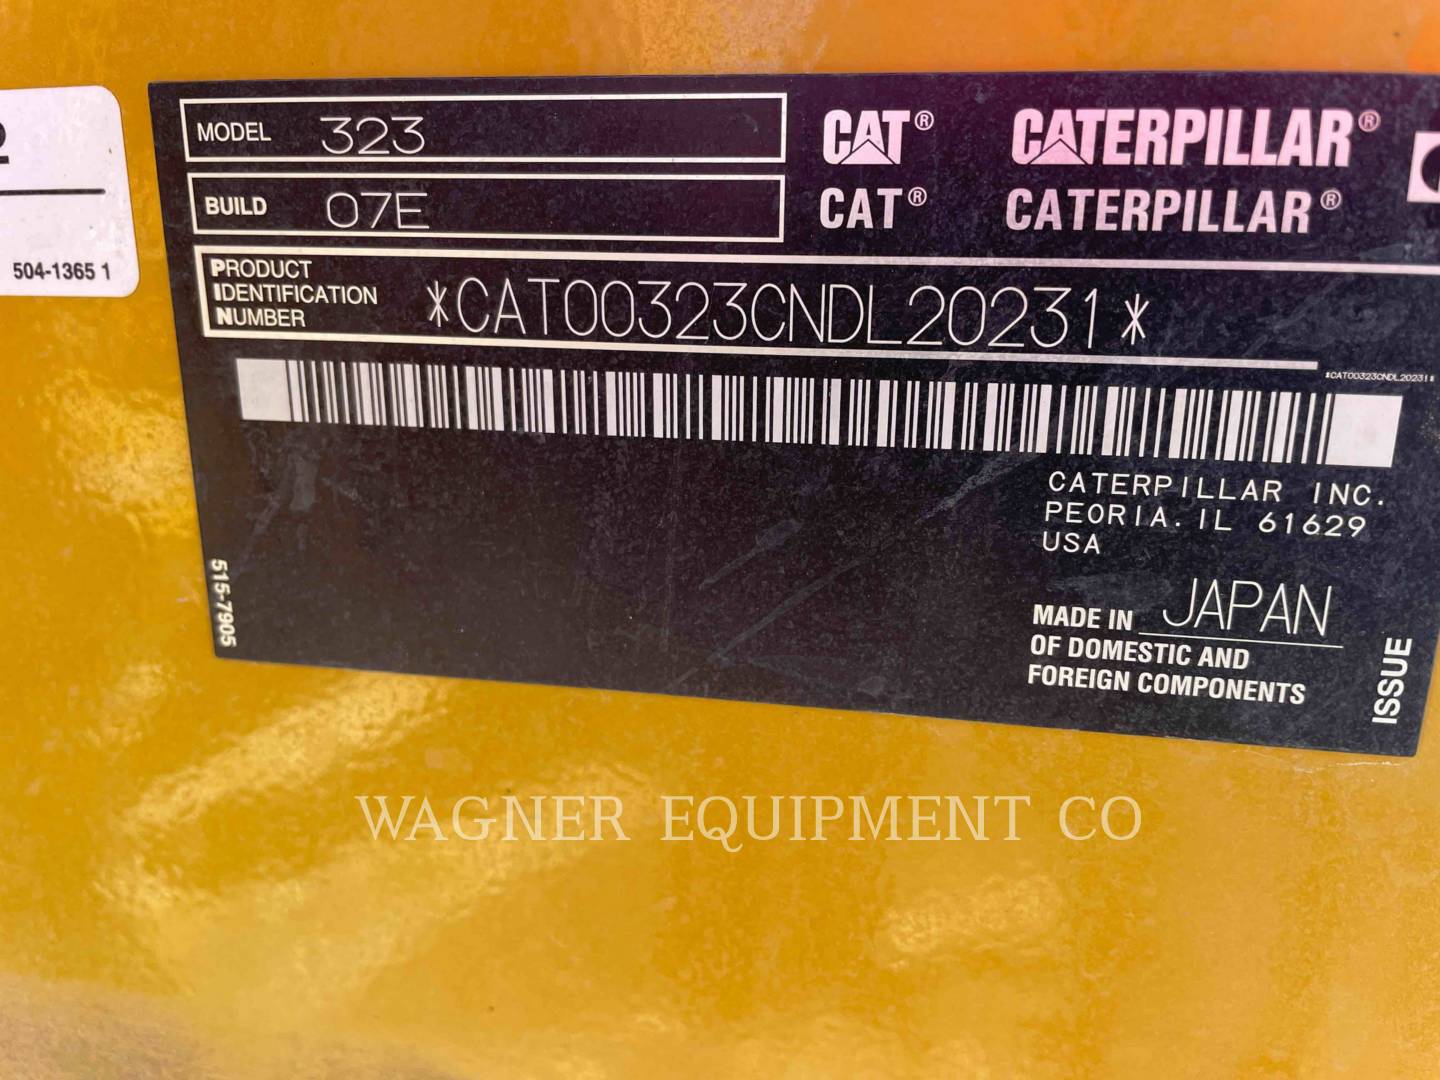 2
504-1365 1
MODEL 323
BUILD 07E
CAT® CATERPILLAR®
CAT® CATERPILLAR®
PRODUCT
IDENTIFICATION
NUMBER
*CAT00323CNDL20231*
*CAT00323CNDL20231*
CATERPILLAR INC.
PEORIA. IL 61629
USA
MADE IN JAPAN
OF DOMESTIC AND
FOREIGN COMPONENTS
515-7905
ISSUE
WAGNER EQUIPMENT CO